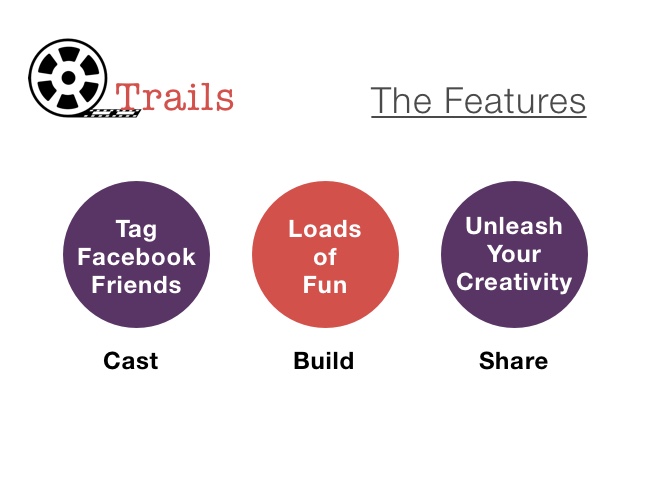 Trails
The Features
Tag
Facebook
Friends
Loads
of
Fun
Unleash
Your
Creativity
Cast
Build
Share